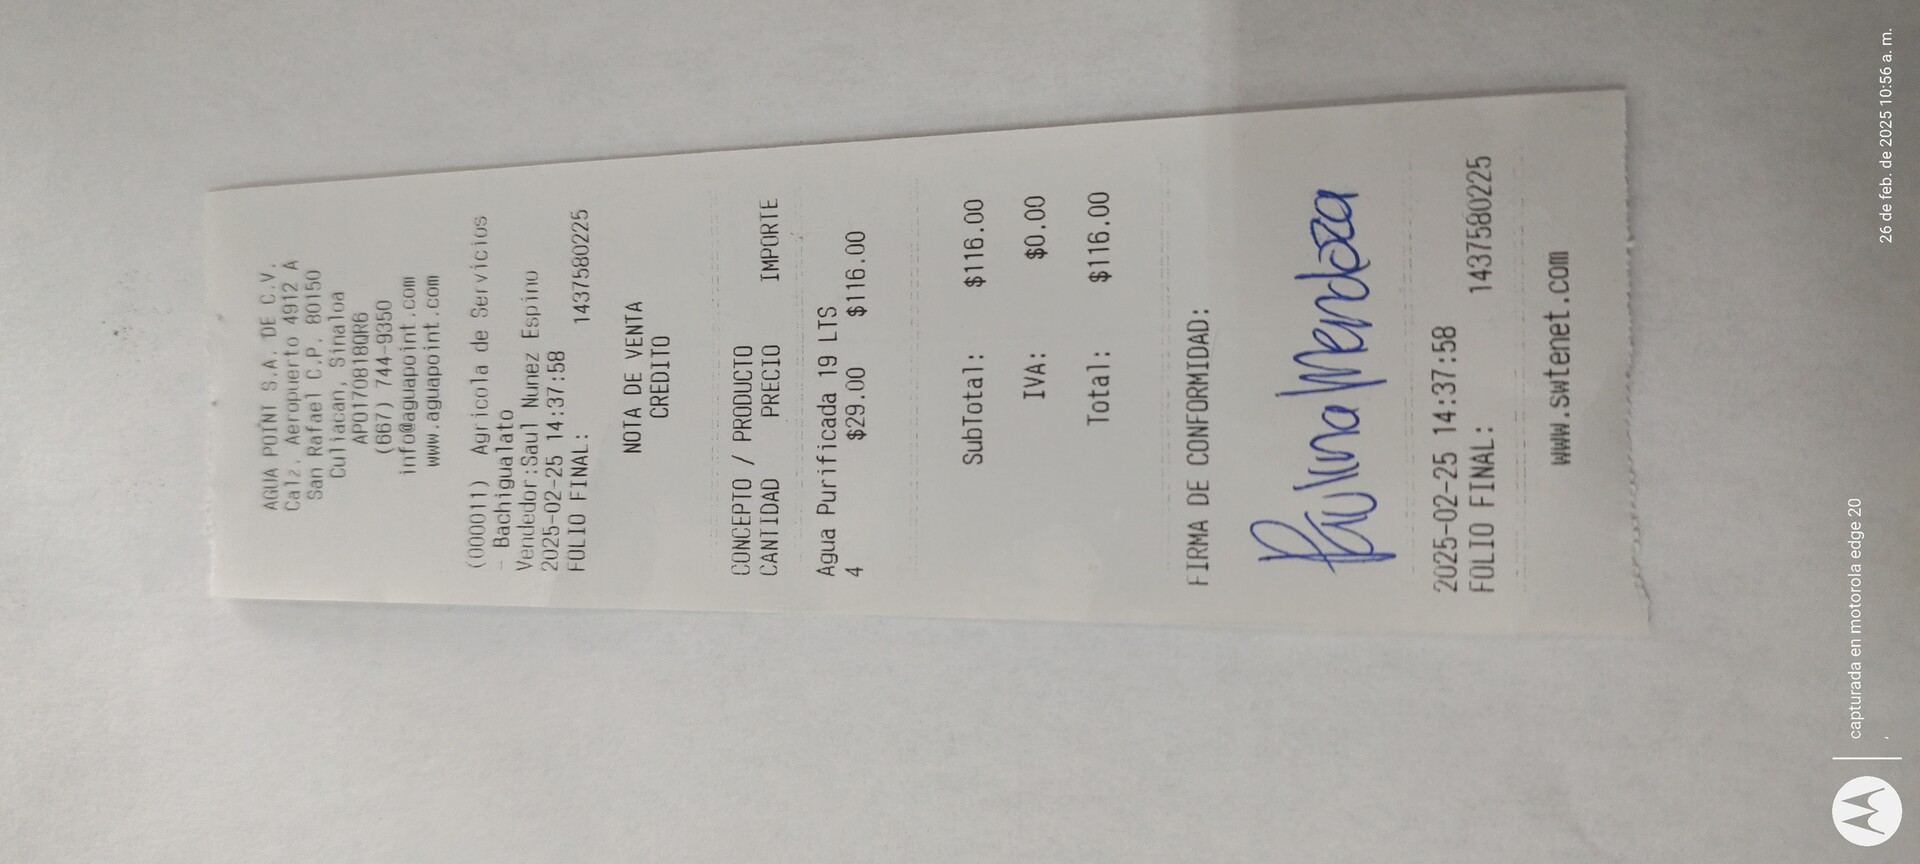 AGUA POINT S.A. DE C.V.
Calz. Aeropuerto 4912 A
San Rafael C.P. 80150
Culiacan, Sinaloa
APO170818QR6
(667) 744-9350
info@aguapoint.com
www.aguapoint.com
(000011) Agricola de Servicios
- Bachigualato
Vendedor:Saul Nunez Espino
2025-02-25 14:37:58
FOLIO FINAL: 1437580225
NOTA DE VENTA
CREDITO
CONCEPTO / PRODUCTO
CANTIDAD PRECIO IMPORTE
Agua Purificada 19 LTS
4 $29.00 $116.00
SubTotal: $116.00
IVA: $0.00
Total: $116.00
FIRMA DE CONFORMIDAD:
Paulina Mendoza
2025-02-25 14:37:58
FOLIO FINAL: 1437580225
www.swtenet.com
capturada en motorola edge 20
26 de feb. de 2025 10:56 a. m.